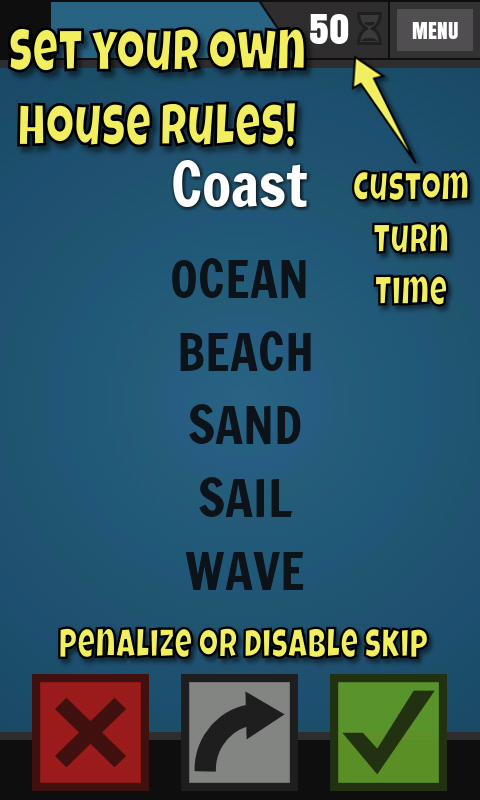 50
MENU
SET YOUR OWN
HOUSE RULES!
Coast
CUSTOM
TURN
TIME
OCEAN
BEACH
SAND
SAIL
WAVE
PENALIZE OR DISABLE SKIP